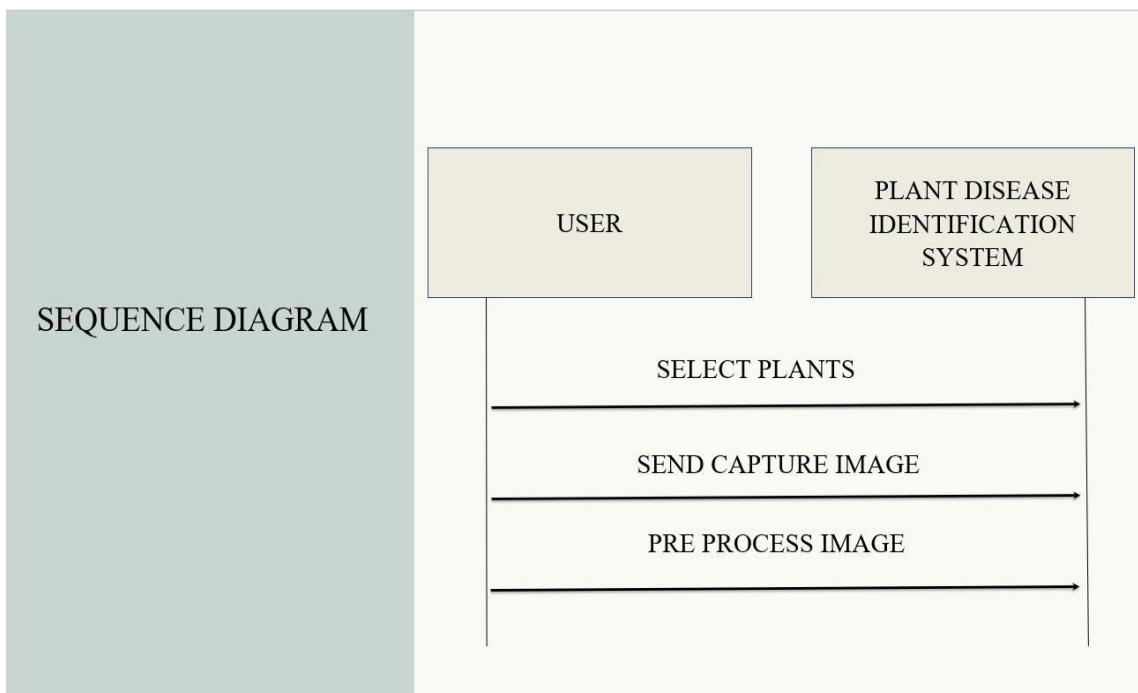 SEQUENCE DIAGRAM
USER
PLANT DISEASE
IDENTIFICATION
SYSTEM
SELECT PLANTS
SEND CAPTURE IMAGE
PRE PROCESS IMAGE